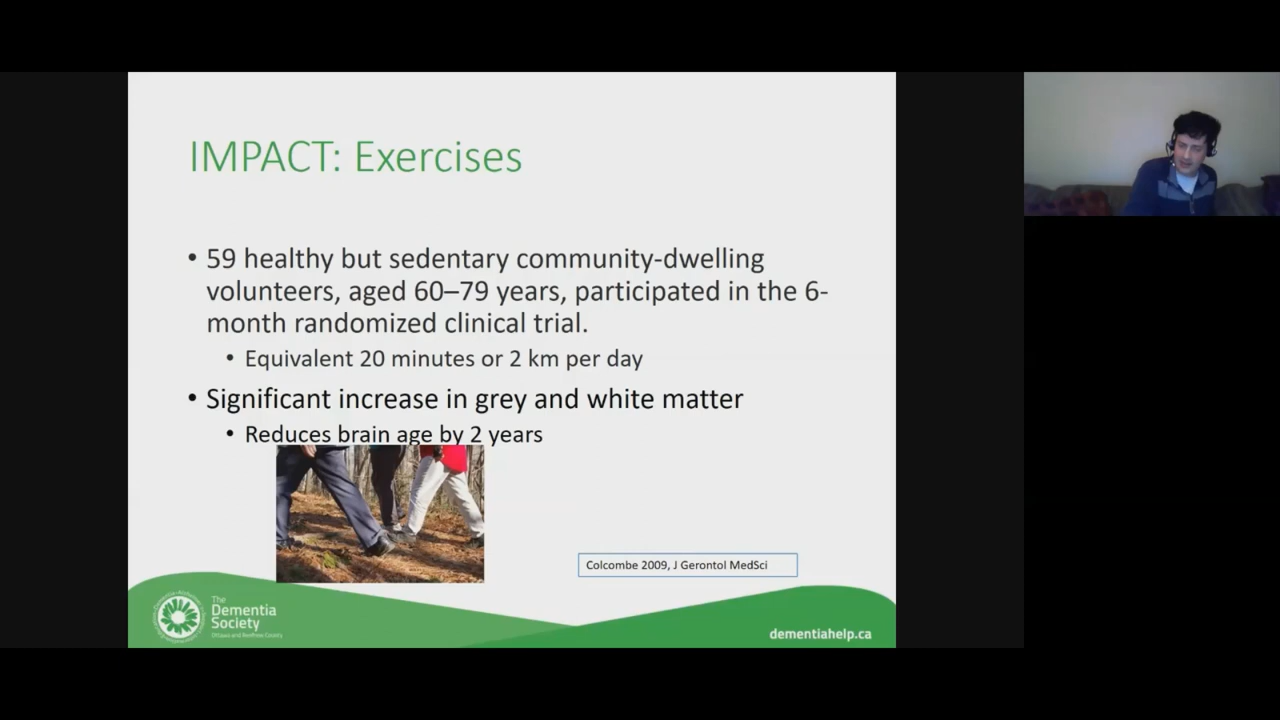 IMPACT: Exercises
• 59 healthy but sedentary community-dwelling
volunteers, aged 60–79 years, participated in the 6-
month randomized clinical trial.
• Equivalent 20 minutes or 2 km per day
• Significant increase in grey and white matter
• Reduces brain age by 2 years
Colcombe 2009, J Gerontol MedSci
The
Dementia
Society
Ottawa and Renfrew County
dementiahelp.ca